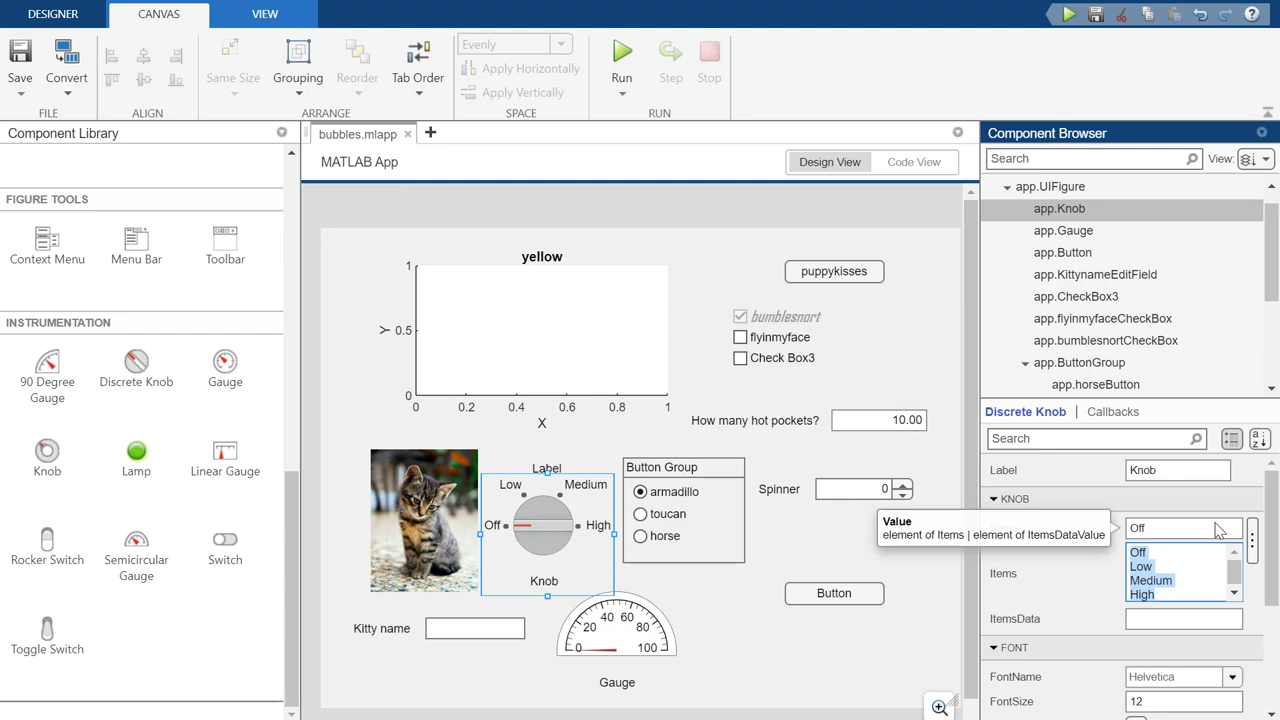 DESIGNER CANVAS VIEW
Save Convert Same Size Grouping Reorder Tab Order Evenly Apply Horizontally Apply Vertically Run Step Stop
FILE ALIGN ARRANGE SPACE RUN
Component Library
FIGURE TOOLS
Context Menu Menu Bar Toolbar
INSTRUMENTATION
90 Degree Gauge Discrete Knob Gauge
Knob Lamp Linear Gauge
Rocker Switch Semicircular Gauge Switch
Toggle Switch
bubbles.mlapp
MATLAB App Design View Code View
yellow
1
Y 0.5
0
0 0.2 0.4 0.6 0.8 1
X
puppykisses
bumblesnort
flyinmyface
Check Box3
How many hot pockets? 10.00
Label
Low Medium
Off High
Knob
Button Group
armadillo
toucan
horse
Spinner 0
Button
Kitty name
0 20 40 60 80 100
Gauge
Component Browser
Search View:
app.UIFigure
app.Knob
app.Gauge
app.Button
app.KittynameEditField
app.CheckBox3
app.flyinmyfaceCheckBox
app.bumblesnortCheckBox
app.ButtonGroup
app.horseButton
Discrete Knob | Callbacks
Search
Label Knob
KNOB
Value
element of Items | element of ItemsDataValue
Off
Items
Off
Low
Medium
High
ItemsData
FONT
FontName Helvetica
FontSize 12